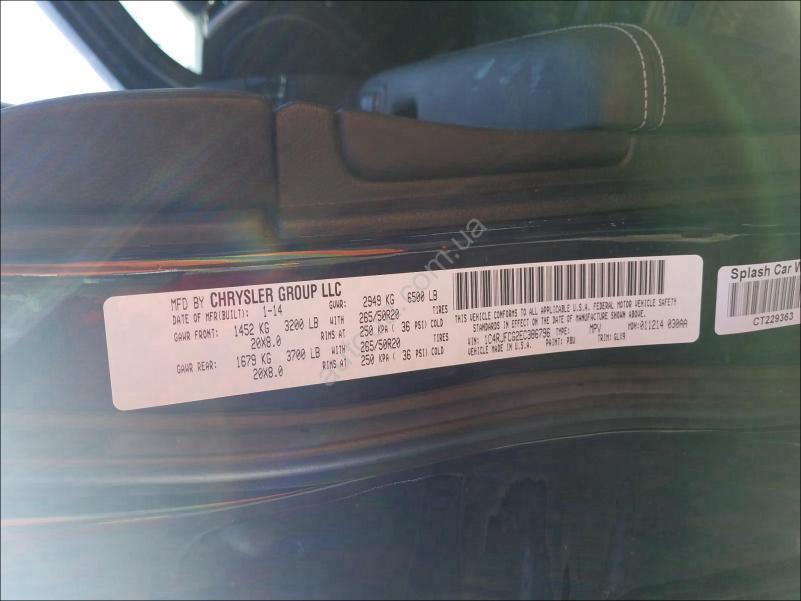 MFD BY CHRYSLER GROUP LLC
DATE OF MFR(BUILT): 1-14 GVWR: 2949 KG 6500 LB
GAWR FRONT: 1452 KG 3200 LB WITH 265/50R20 TIRES
20X8.0 RIMS AT 250 KPA ( 36 PSI) COLD
GAWR REAR: 1679 KG 3700 LB WITH 265/50R20 TIRES
20X8.0 RIMS AT 250 KPA ( 36 PSI) COLD
THIS VEHICLE CONFORMS TO ALL APPLICABLE U.S.A. FEDERAL MOTOR VEHICLE SAFETY
STANDARDS IN EFFECT ON THE DATE OF MANUFACTURE SHOWN ABOVE.
VIN: 1C4RJFCG2EC386796 TYPE: MPV MDH: 011214 030AA
VEHICLE MADE IN U.S.A. PAINT: PBU TRIM: GLX9
Splash Car
CT229363